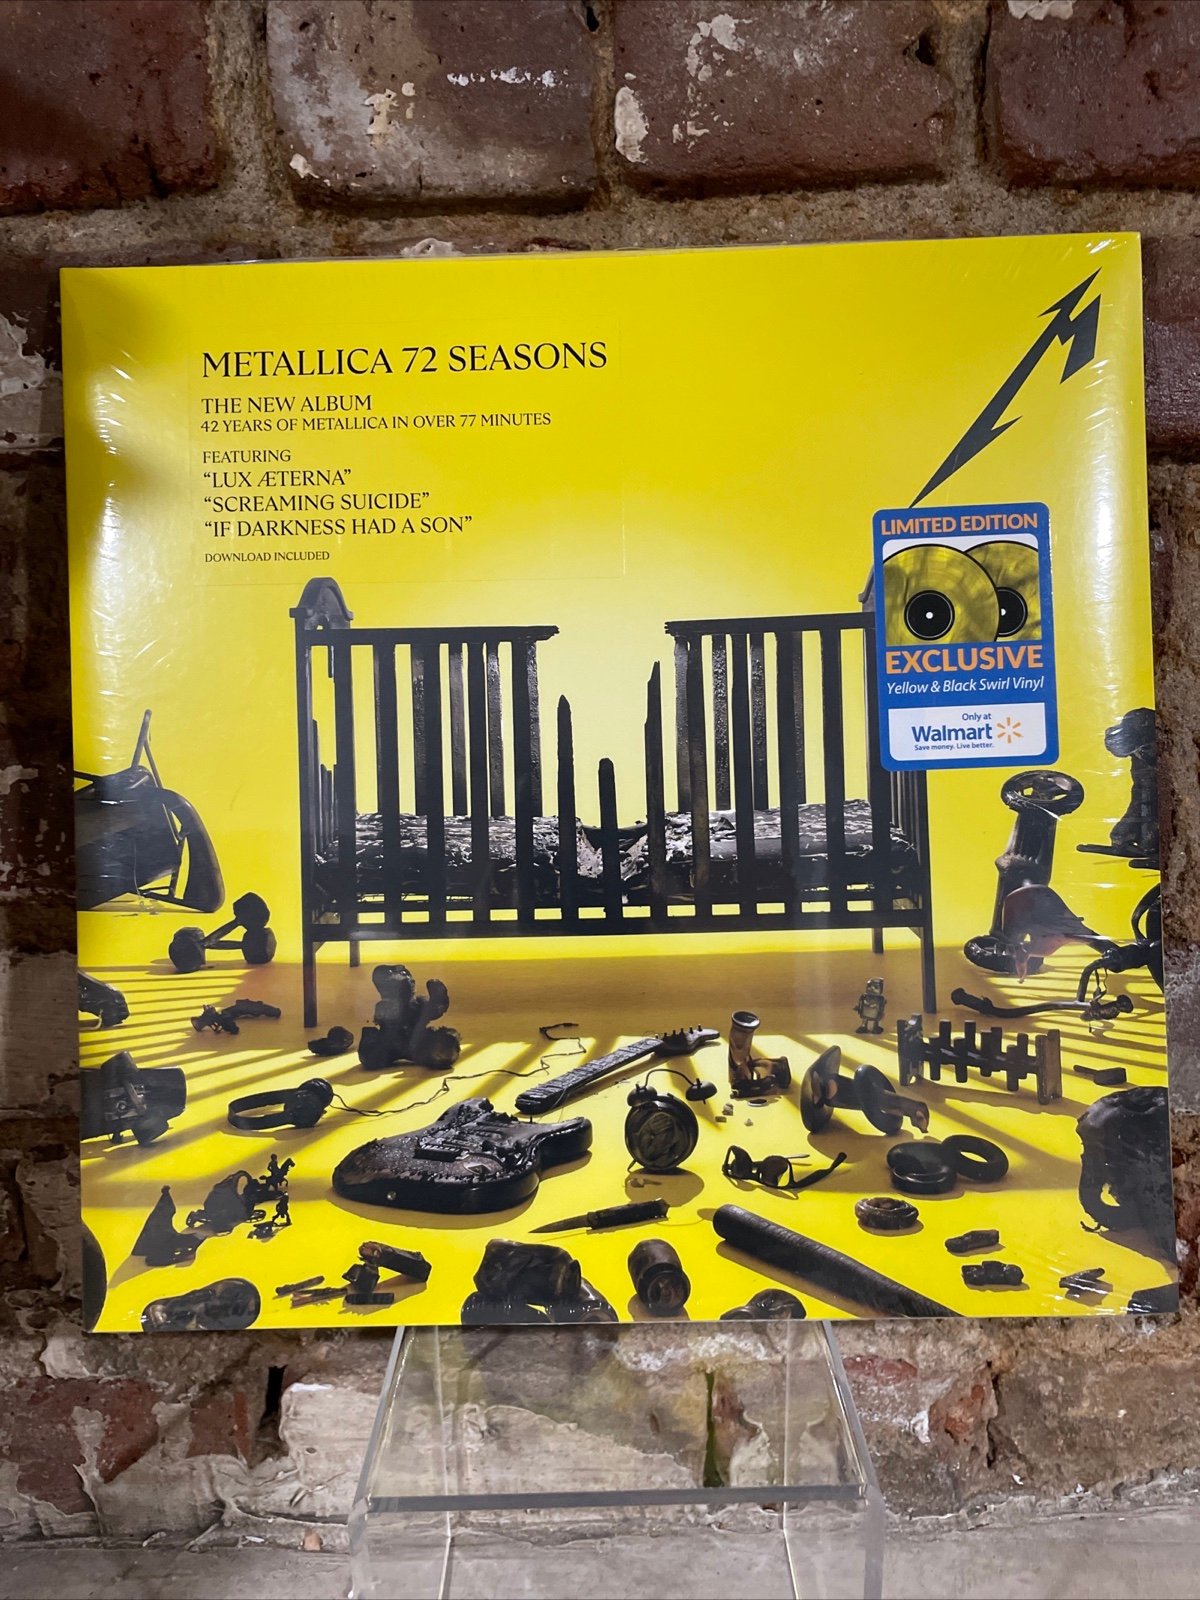 METALLICA 72 SEASONS
THE NEW ALBUM
42 YEARS OF METALLICA IN OVER 77 MINUTES
FEATURING
“LUX ÆTERNA”
“SCREAMING SUICIDE”
“IF DARKNESS HAD A SON”
DOWNLOAD INCLUDED
M
LIMITED EDITION
EXCLUSIVE
Yellow & Black Swirl Vinyl
Only at
Walmart
Save money. Live better.